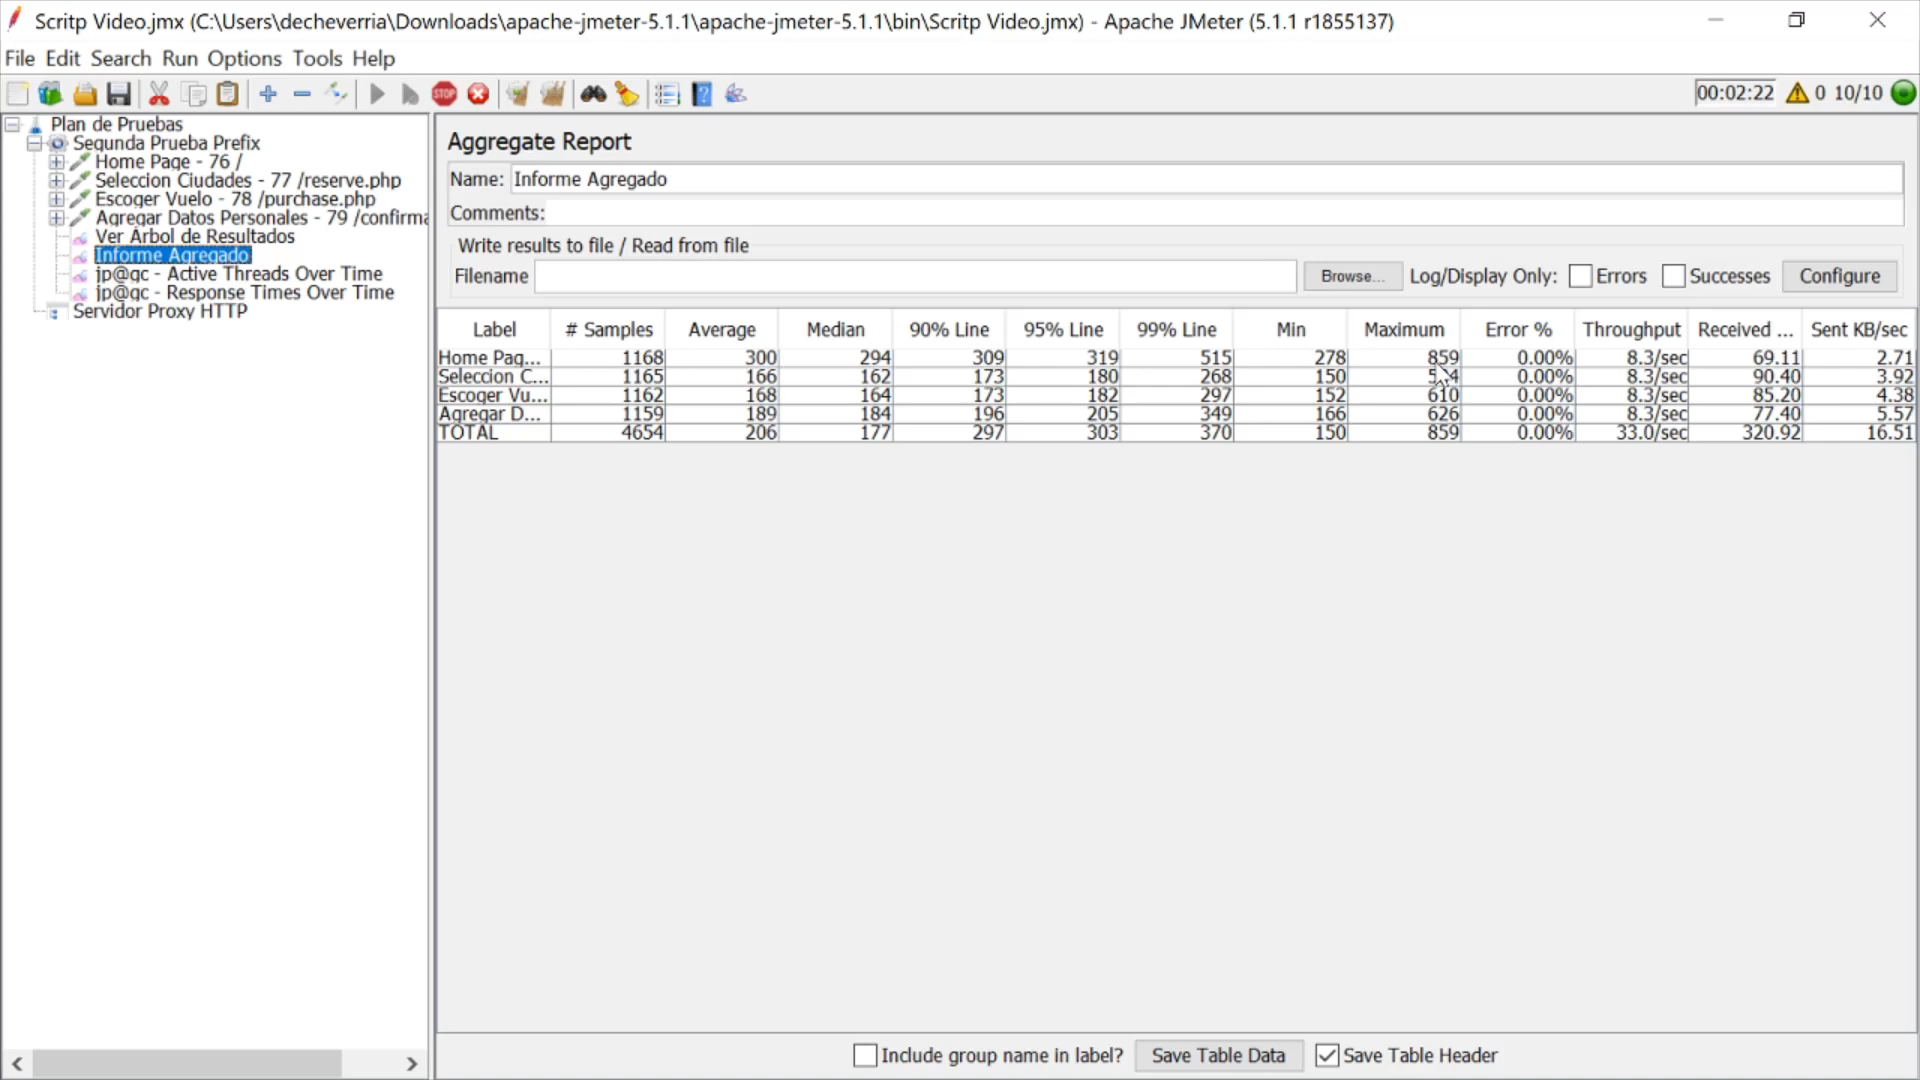 Scritp Video.jmx (C:\Users\decheverria\Downloads\apache-jmeter-5.1.1\apache-jmeter-5.1.1\bin\Scritp Video.jmx) - Apache JMeter (5.1.1 r1855137)
File Edit Search Run Options Tools Help
STOP ? 00:02:22 0 10/10
Plan de Pruebas
Segunda Prueba Prefix
Home Page - 76 /
Seleccion Ciudades - 77 /reserve.php
Escoger Vuelo - 78 /purchase.php
Agregar Datos Personales - 79 /confirma
Ver Árbol de Resultados
Informe Agregado
jp@gc - Active Threads Over Time
jp@gc - Response Times Over Time
Servidor Proxy HTTP
Aggregate Report
Name: Informe Agregado
Comments:
Write results to file / Read from file
Filename Browse... Log/Display Only: Errors Successes Configure
Label # Samples Average Median 90% Line 95% Line 99% Line Min Maximum Error % Throughput Received ... Sent KB/sec
Home Pag... 1168 300 294 309 319 515 278 859 0.00% 8.3/sec 69.11 2.71
Seleccion C... 1165 166 162 173 180 268 150 0.00% 8.3/sec 90.40 3.92
Escoger Vu... 1162 168 164 173 182 297 152 610 0.00% 8.3/sec 85.20 4.38
Agregar D... 1159 189 184 196 205 349 166 626 0.00% 8.3/sec 77.40 5.57
TOTAL 4654 206 177 297 303 370 150 859 0.00% 33.0/sec 320.92 16.51
Include group name in label? Save Table Data Save Table Header